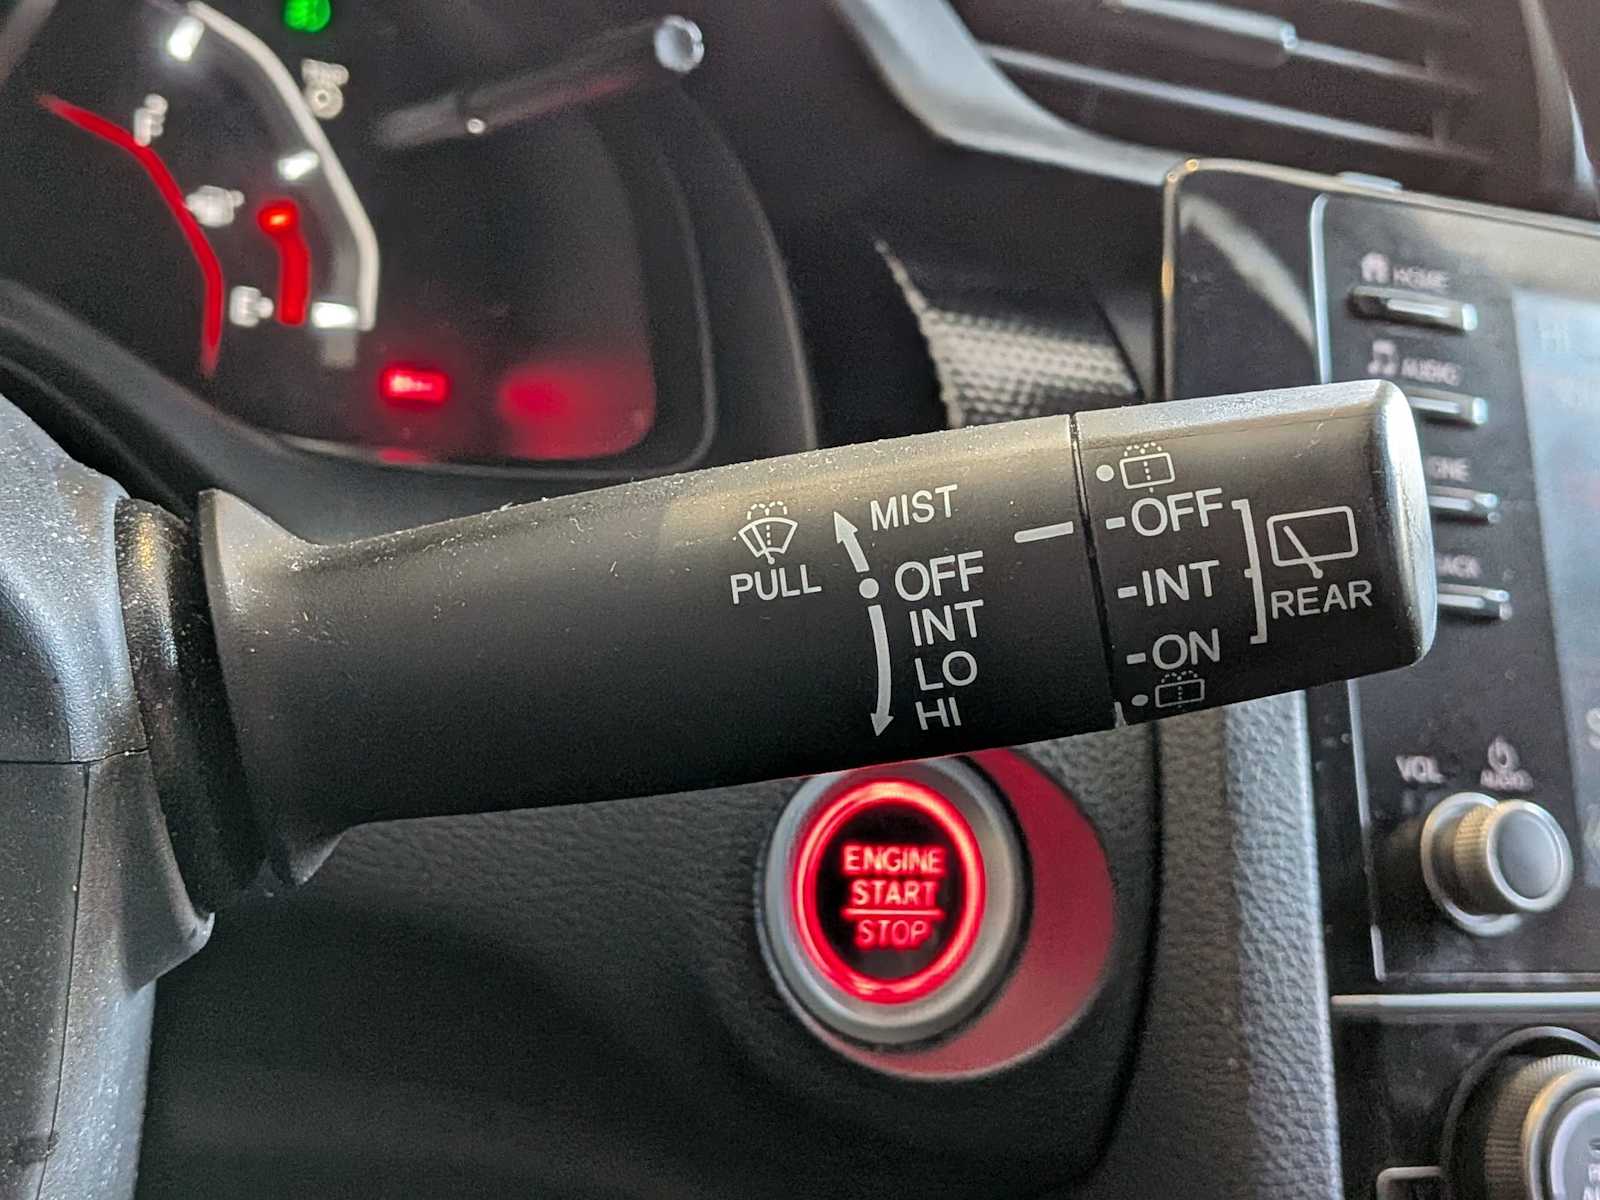 F
E
HOME
AUDIO
MIST
OFF
INT
LO
HI
PULL
-OFF
-INT
-ON
REAR
VOL
AUDIO
ENGINE
START
STOP